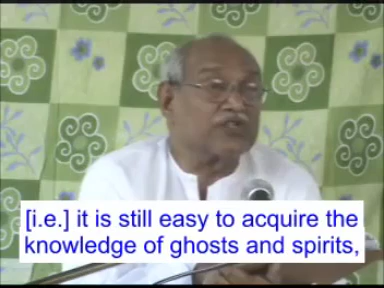 [i.e.] it is still easy to acquire the
knowledge of ghosts and spirits,